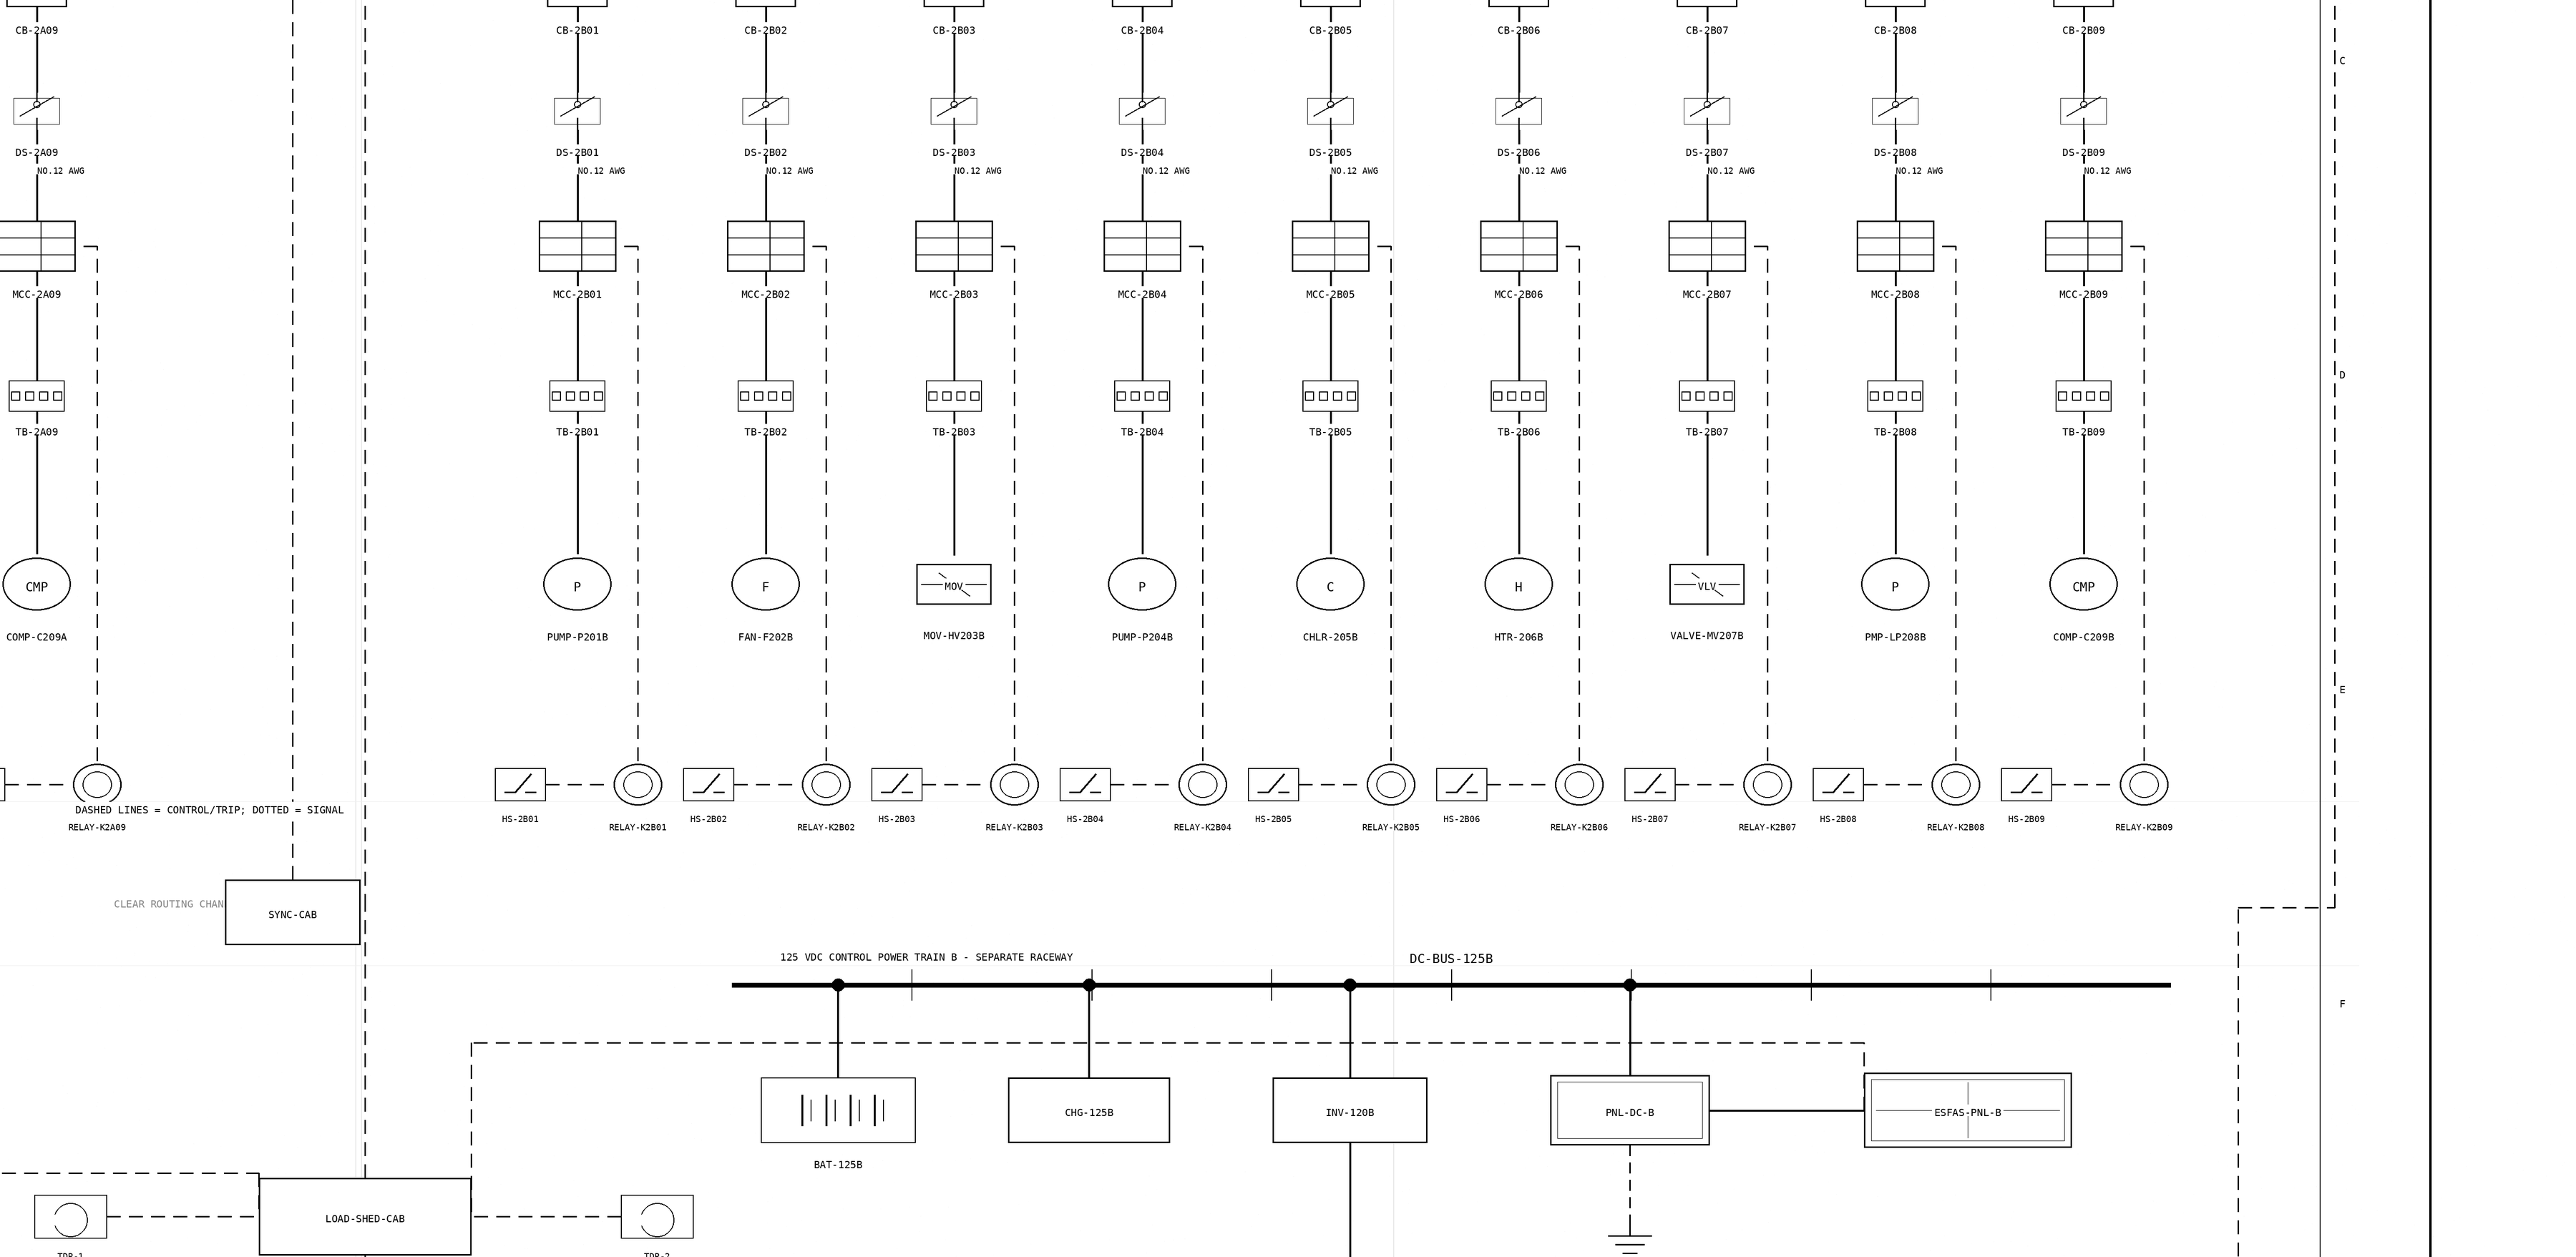 CB-2A09 CB-2B01 CB-2B02 CB-2B03 CB-2B04 CB-2B05 CB-2B06 CB-2B07 CB-2B08 CB-2B09
C
DS-2A09 DS-2B01 DS-2B02 DS-2B03 DS-2B04 DS-2B05 DS-2B06 DS-2B07 DS-2B08 DS-2B09
NO.12 AWG NO.12 AWG NO.12 AWG NO.12 AWG NO.12 AWG NO.12 AWG NO.12 AWG NO.12 AWG NO.12 AWG NO.12 AWG
MCC-2A09 MCC-2B01 MCC-2B02 MCC-2B03 MCC-2B04 MCC-2B05 MCC-2B06 MCC-2B07 MCC-2B08 MCC-2B09
D
TB-2A09 TB-2B01 TB-2B02 TB-2B03 TB-2B04 TB-2B05 TB-2B06 TB-2B07 TB-2B08 TB-2B09
CMP P F MOV P C H VLV P CMP
COMP-C209A PUMP-P201B FAN-F202B MOV-HV203B PUMP-P204B CHLR-205B HTR-206B VALVE-MV207B PMP-LP208B COMP-C209B
E
DASHED LINES = CONTROL/TRIP; DOTTED = SIGNAL
HS-2B01 HS-2B02 HS-2B03 HS-2B04 HS-2B05 HS-2B06 HS-2B07 HS-2B08 HS-2B09
RELAY-K2A09 RELAY-K2B01 RELAY-K2B02 RELAY-K2B03 RELAY-K2B04 RELAY-K2B05 RELAY-K2B06 RELAY-K2B07 RELAY-K2B08 RELAY-K2B09
CLEAR ROUTING CHAN
SYNC-CAB
125 VDC CONTROL POWER TRAIN B - SEPARATE RACEWAY
DC-BUS-125B
F
CHG-125B INV-120B PNL-DC-B ESFAS-PNL-B
BAT-125B
LOAD-SHED-CAB